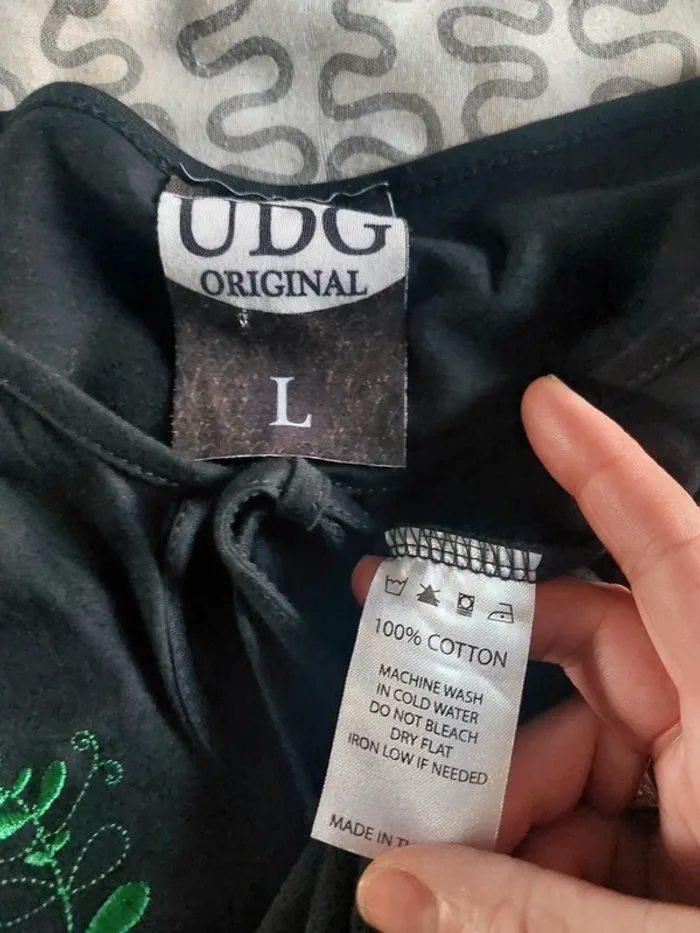 UDG
ORIGINAL
L
100% COTTON
MACHINE WASH
IN COLD WATER
DO NOT BLEACH
DRY FLAT
IRON LOW IF NEEDED
MADE IN